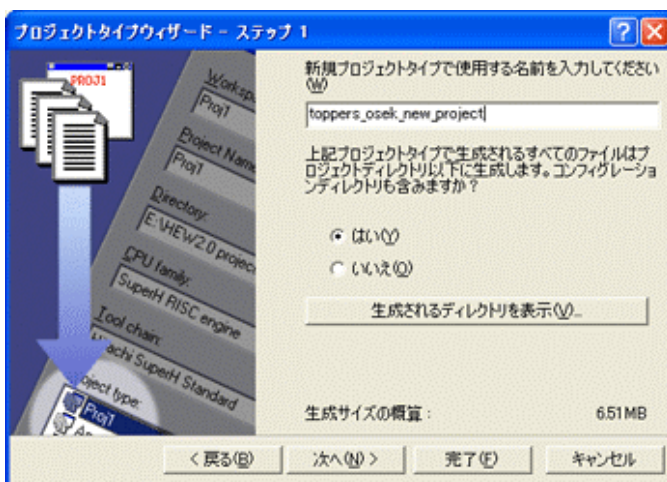 プロジェクトタイプウィザード - ステップ 1
PROJ1
Proj1
Project Name
Proj1
Directory:
E:\HEW2.0 projec
CPU family:
SuperH RISC engine
Tool chain:
Hitachi SuperH Standard
Project type:
Proj1
新規プロジェクトタイプで使用する名前を入力してください
(W)
toppers_osek_new_project
上記プロジェクトタイプで生成されるすべてのファイルはプ
ロジェクトディレクトリ以下に生成します。コンフィグレーショ
ンディレクトリも含みますか?
はい(Y)
いいえ(O)
生成されるディレクトリを表示(V)...
生成サイズの概算: 6.51MB
< 戻る(B) 次へ(N) > 完了(F) キャンセル